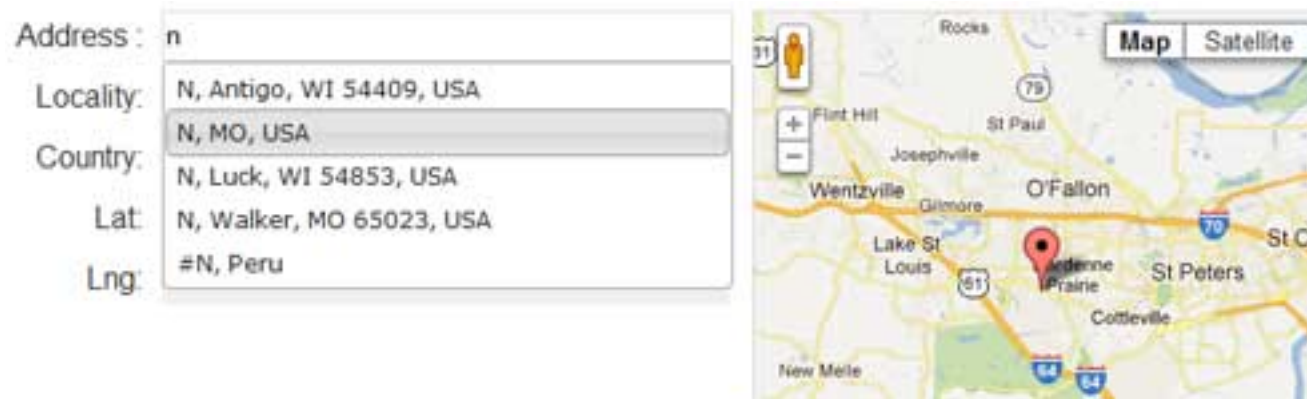 Address : n
N, Antigo, WI 54409, USA
Locality:
N, MO, USA
Country:
N, Luck, WI 54853, USA
Lat:
N, Walker, MO 65023, USA
#N, Peru
Lng:
Rocks
Map Satellite
79
Flint Hill
St Paul
+
Josephville
−
Wentzville
O'Fallon
Gilmore
70
Lake St
Louis
St C
Prairie
St Peters
61
Cottleville
New Melle
64
64